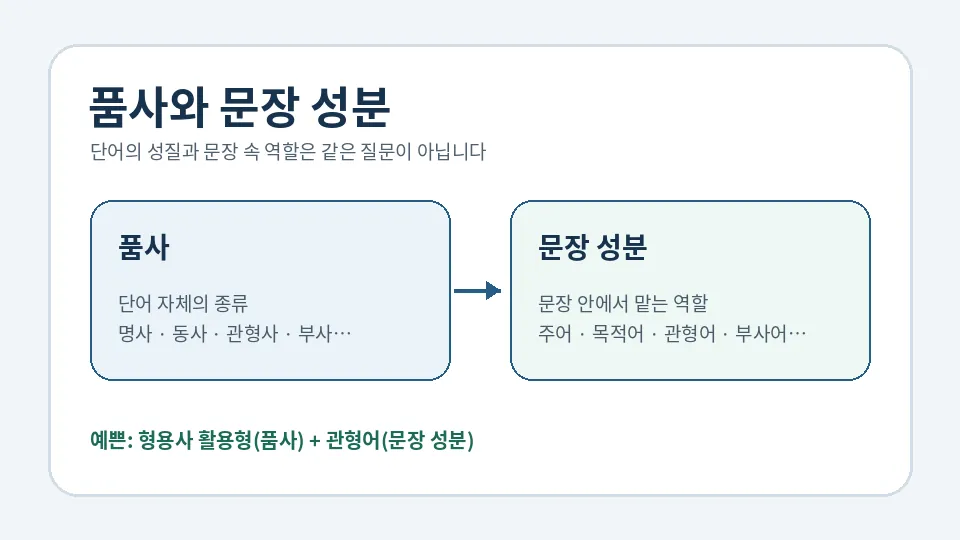 품사와 문장 성분
단어의 성질과 문장 속 역할은 같은 질문이 아닙니다
품사
단어 자체의 종류
명사 · 동사 · 관형사 · 부사…
문장 성분
문장 안에서 맡는 역할
주어 · 목적어 · 관형어 · 부사어…
예쁜: 형용사 활용형(품사) + 관형어(문장 성분)